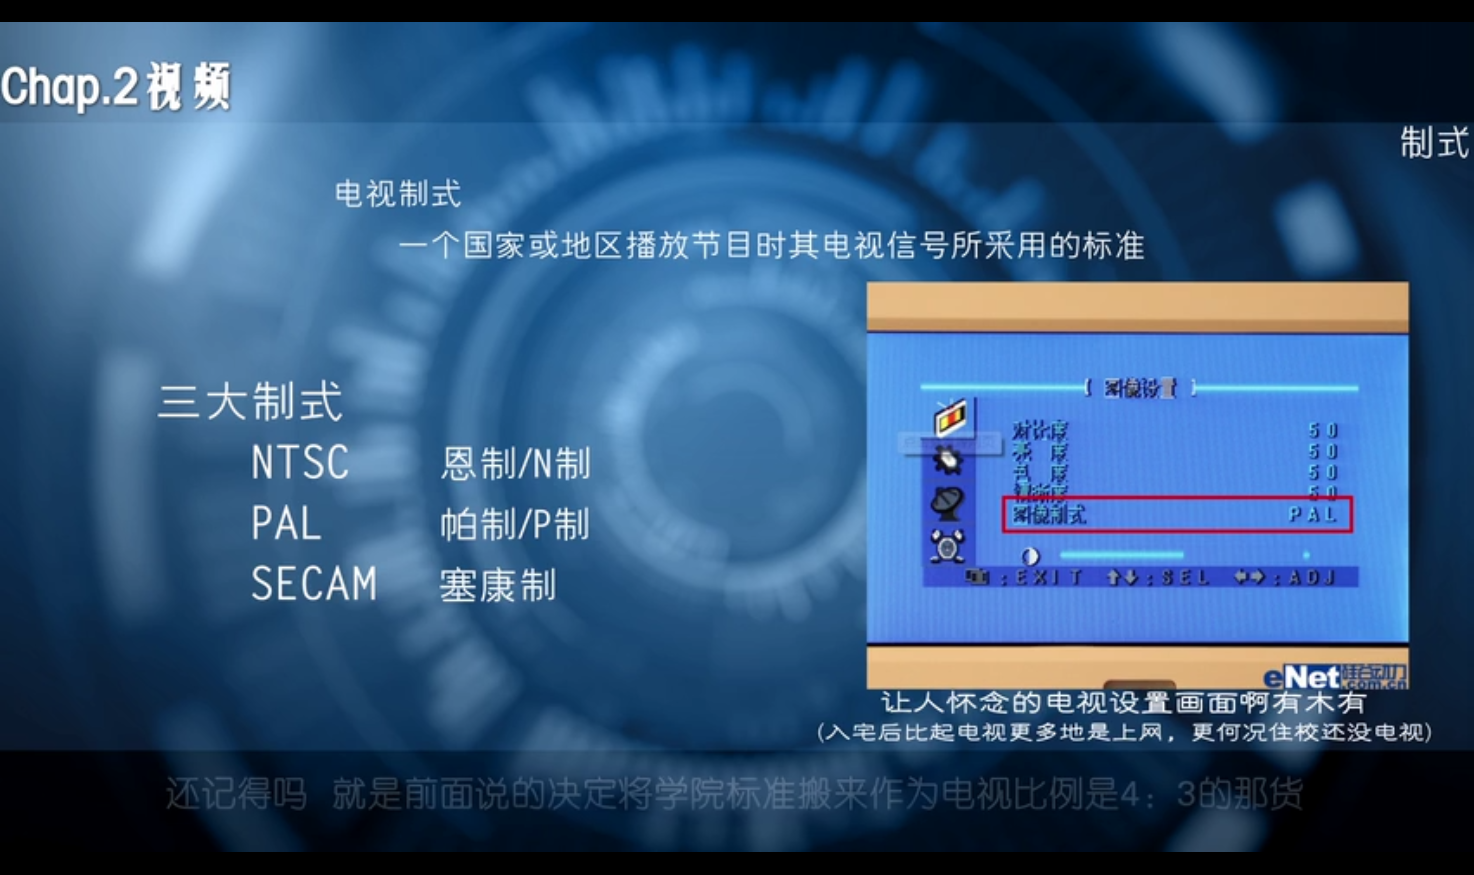 Chap.2视频
制式
电视制式
一个国家或地区播放节目时其电视信号所采用的标准
三大制式
NTSC 恩制/N制
PAL 帕制/P制
SECAM 塞康制
[ 图像设置 ]
对比度 50
亮 度 50
色 度 50
清晰度 50
图像制式 PAL
:EXIT :SEL :ADJ
eNet硅谷动力
.com.cn
让人怀念的电视设置画面啊有木有
(入宅后比起电视更多地是上网，更何况住校还没电视)
还记得吗 就是前面说的决定将学院标准搬来作为电视比例是4：3的那货